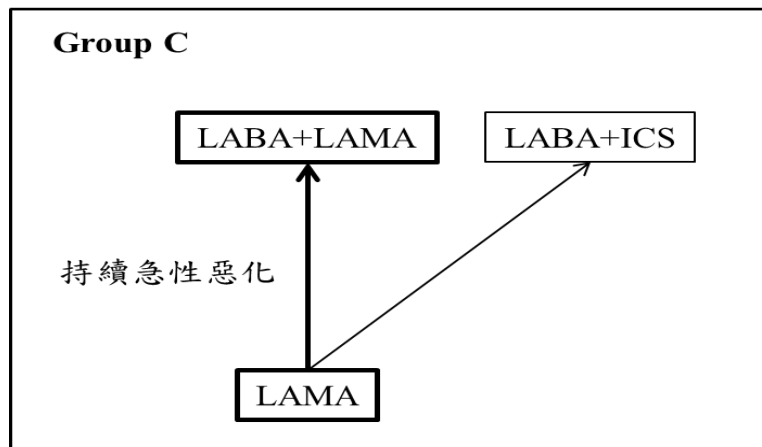 Group C
LABA+LAMA
LABA+ICS
持續急性惡化
LAMA